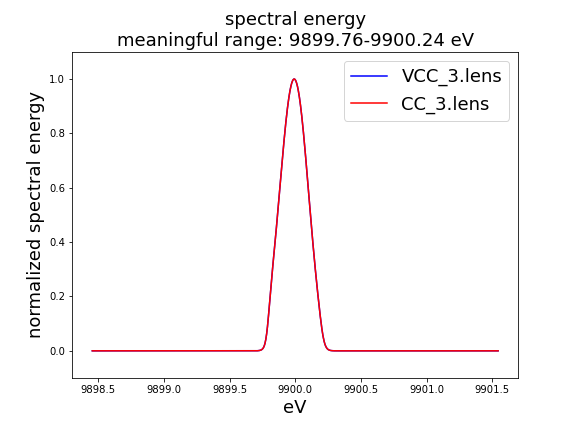 spectral energy
meaningful range: 9899.76-9900.24 eV
VCC_3.lens
CC_3.lens
normalized spectral energy
1.0
0.8
0.6
0.4
0.2
0.0
9898.5 9899.0 9899.5 9900.0 9900.5 9901.0 9901.5
eV